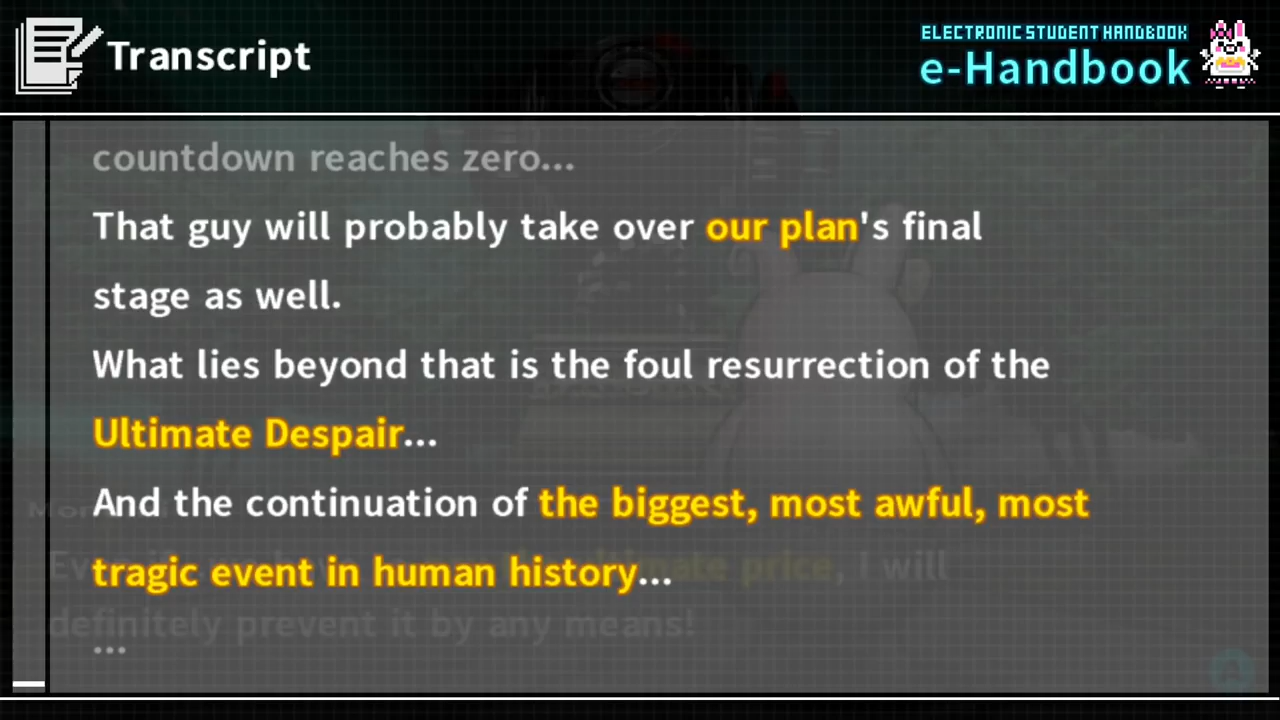 Transcript
ELECTRONIC STUDENT HANDBOOK
e-Handbook
countdown reaches zero...
That guy will probably take over our plan's final
stage as well.
What lies beyond that is the foul resurrection of the
Ultimate Despair...
And the continuation of the biggest, most awful, most
tragic event in human history...
price, I will
definitely prevent it by any means!
...